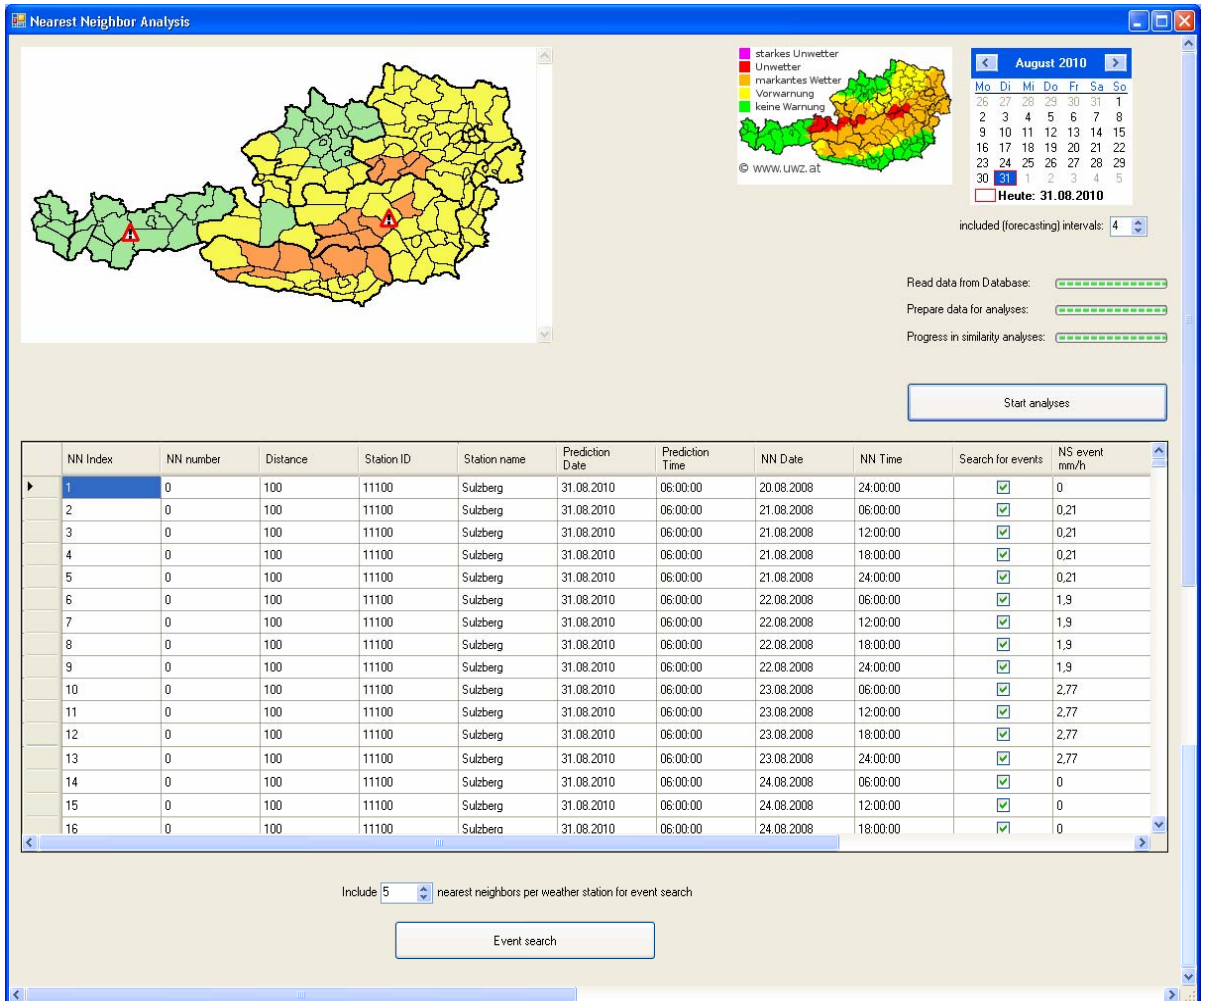 Nearest Neighbor Analysis
starkes Unwetter
Unwetter
markantes Wetter
Vorwarnung
keine Warnung
© www.uwz.at
August 2010
Mo Di Mi Do Fr Sa So
26 27 28 29 30 31 1
2 3 4 5 6 7 8
9 10 11 12 13 14 15
16 17 18 19 20 21 22
23 24 25 26 27 28 29
30 31 1 2 3 4 5
Heute: 31.08.2010
included (forecasting) intervals: 4
Read data from Database:
Prepare data for analyses:
Progress in similarity analyses:
Start analyses
NN Index NN number Distance Station ID Station name Prediction Date Prediction Time NN Date NN Time Search for events NS event mm/h
1 0 100 11100 Sulzberg 31.08.2010 06:00:00 20.08.2008 24:00:00 0
2 0 100 11100 Sulzberg 31.08.2010 06:00:00 21.08.2008 06:00:00 0,21
3 0 100 11100 Sulzberg 31.08.2010 06:00:00 21.08.2008 12:00:00 0,21
4 0 100 11100 Sulzberg 31.08.2010 06:00:00 21.08.2008 18:00:00 0,21
5 0 100 11100 Sulzberg 31.08.2010 06:00:00 21.08.2008 24:00:00 0,21
6 0 100 11100 Sulzberg 31.08.2010 06:00:00 22.08.2008 06:00:00 1,9
7 0 100 11100 Sulzberg 31.08.2010 06:00:00 22.08.2008 12:00:00 1,9
8 0 100 11100 Sulzberg 31.08.2010 06:00:00 22.08.2008 18:00:00 1,9
9 0 100 11100 Sulzberg 31.08.2010 06:00:00 22.08.2008 24:00:00 1,9
10 0 100 11100 Sulzberg 31.08.2010 06:00:00 23.08.2008 06:00:00 2,77
11 0 100 11100 Sulzberg 31.08.2010 06:00:00 23.08.2008 12:00:00 2,77
12 0 100 11100 Sulzberg 31.08.2010 06:00:00 23.08.2008 18:00:00 2,77
13 0 100 11100 Sulzberg 31.08.2010 06:00:00 23.08.2008 24:00:00 2,77
14 0 100 11100 Sulzberg 31.08.2010 06:00:00 24.08.2008 06:00:00 0
15 0 100 11100 Sulzberg 31.08.2010 06:00:00 24.08.2008 12:00:00 0
16 0 100 11100 Sulzberg 31.08.2010 06:00:00 24.08.2008 18:00:00 0
Include 5 nearest neighbors per weather station for event search
Event search